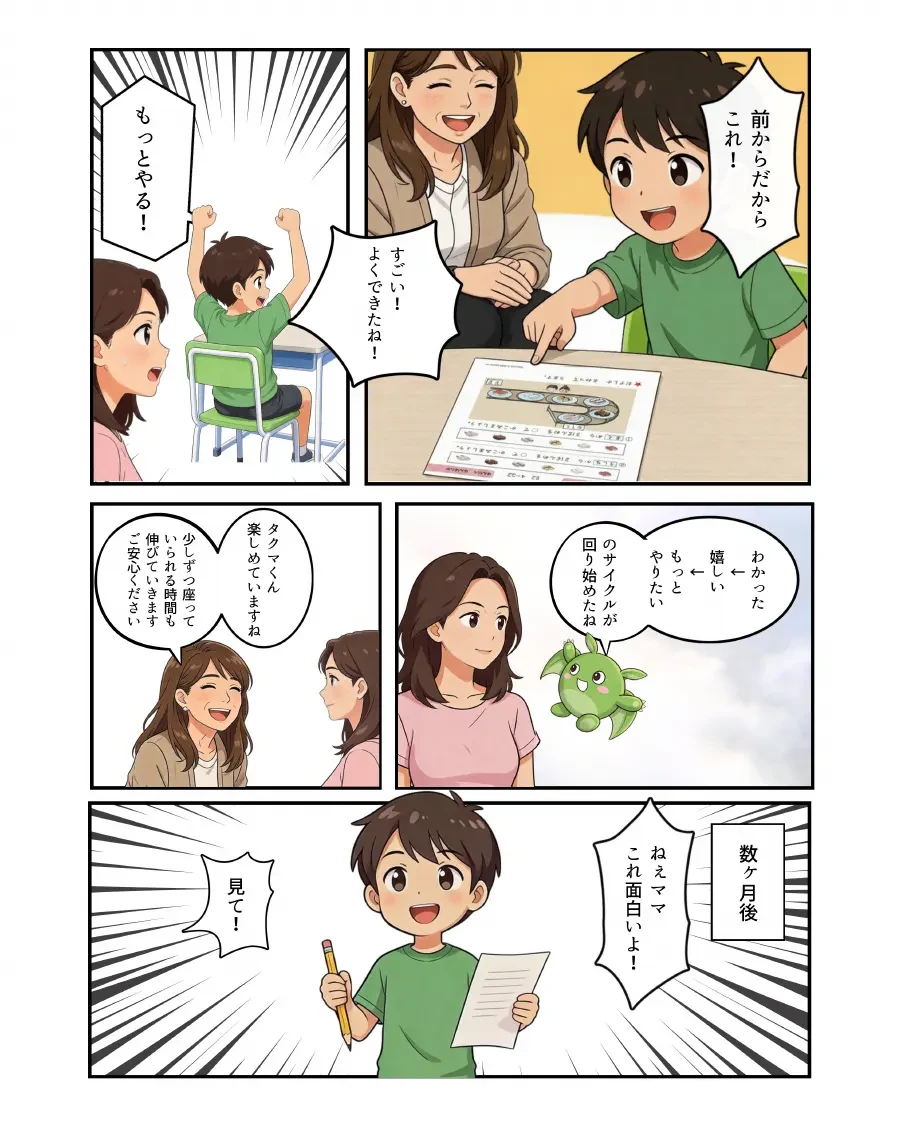 前からだから
これ！
すごい！
よくできたね！
もっとやる！
わかった
↓
嬉しい
↓
もっと
やりたい
のサイクルが
回り始めたね
タクマくん
楽しめていますね
少しずつ座って
いられる時間も
伸びていきます
ご安心ください
数ヶ月後
ねぇママ
これ面白いよ！
見て！